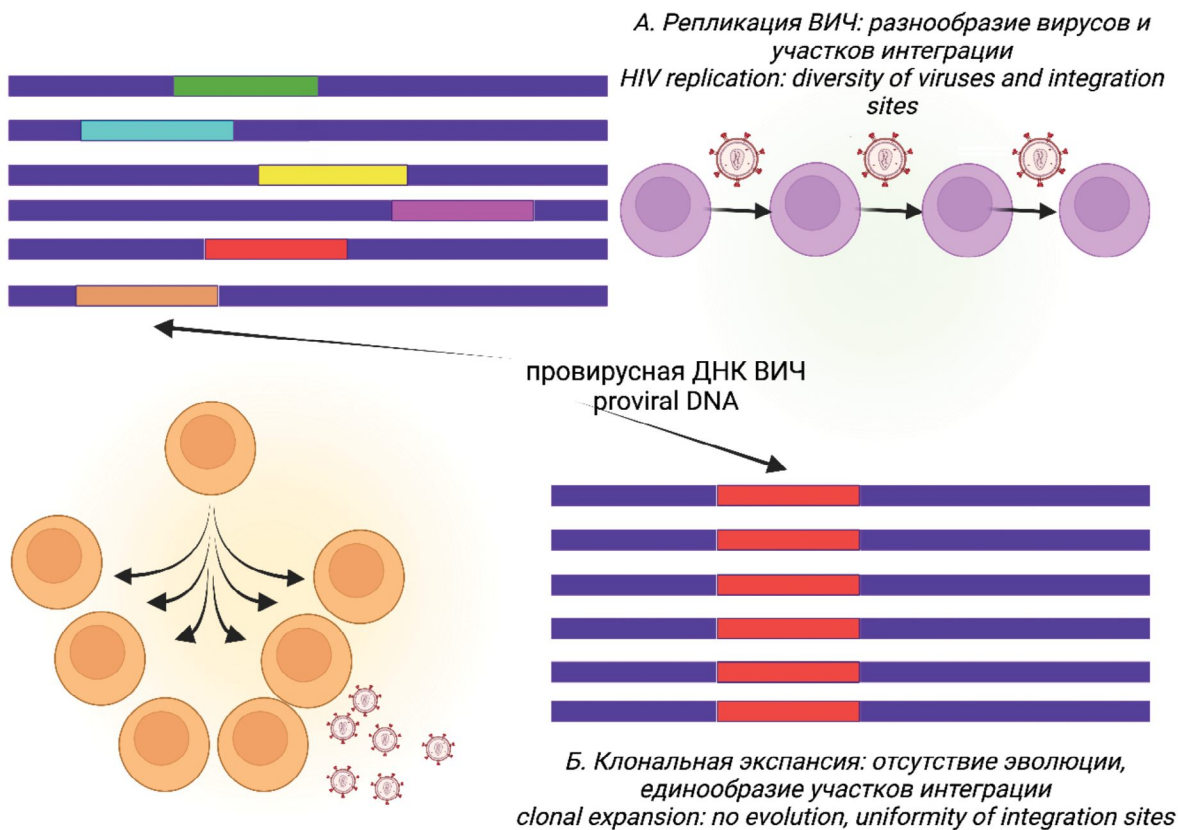 А. Репликация ВИЧ: разнообразие вирусов и
участков интеграции
HIV replication: diversity of viruses and integration
sites
провирусная ДНК ВИЧ
proviral DNA
Б. Клональная экспансия: отсутствие эволюции,
единообразие участков интеграции
clonal expansion: no evolution, uniformity of integration sites